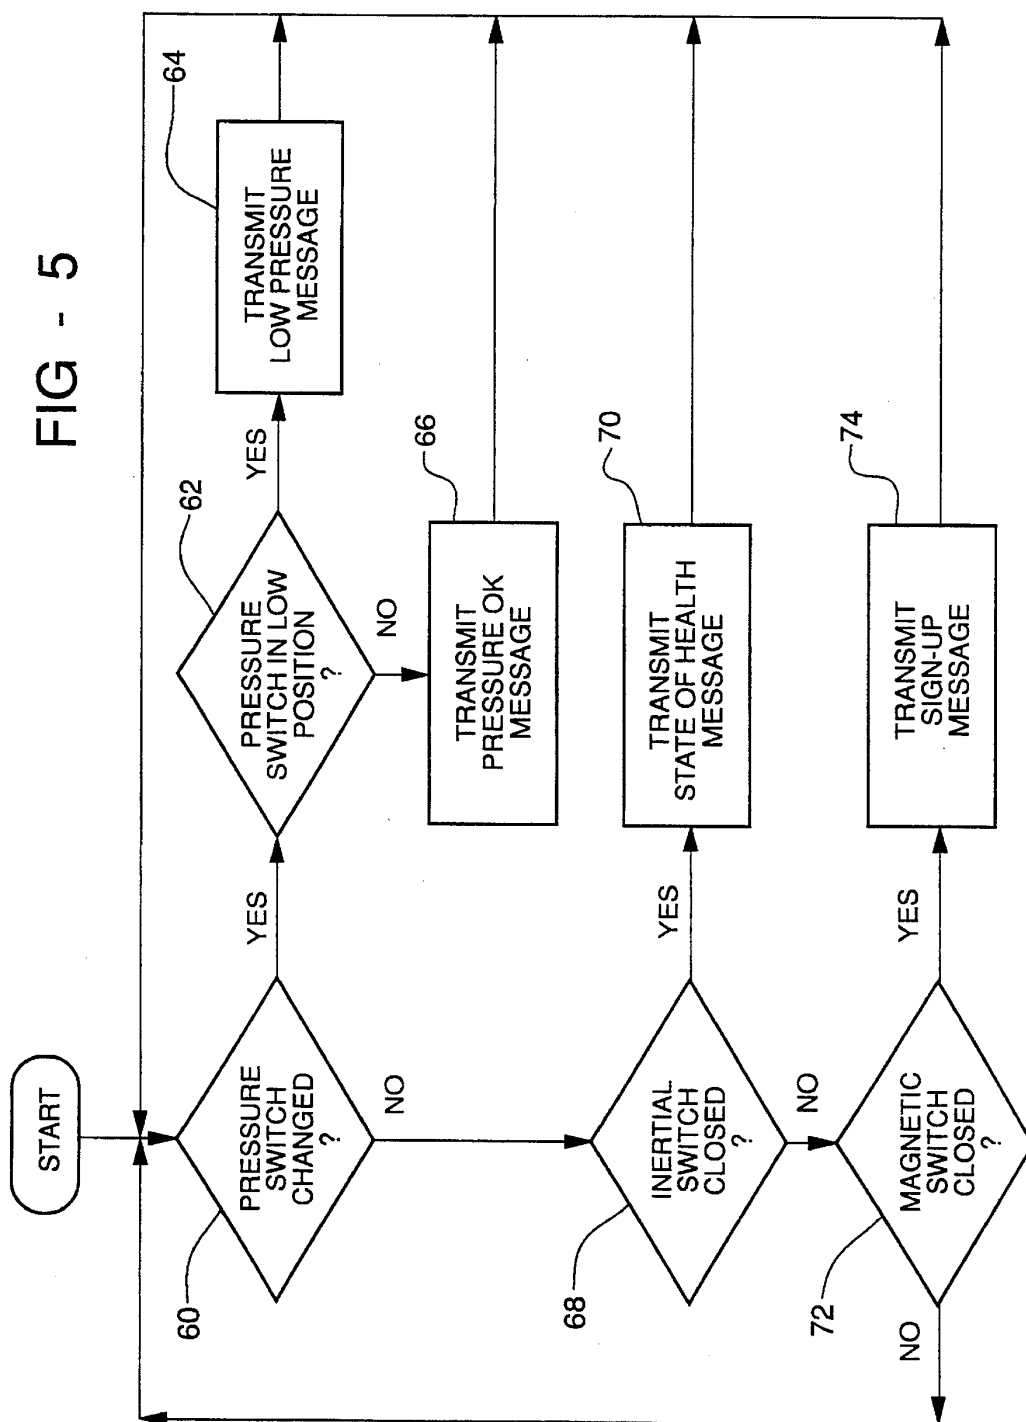 FIG - 5
START
PRESSURE
SWITCH
CHANGED
?
60
YES
NO
PRESSURE
SWITCH IN LOW
POSITION
?
62
YES
NO
TRANSMIT
LOW PRESSURE
MESSAGE
64
TRANSMIT
PRESSURE OK
MESSAGE
66
INERTIAL
SWITCH
CLOSED
?
68
YES
NO
TRANSMIT
STATE OF HEALTH
MESSAGE
70
MAGNETIC
SWITCH
CLOSED
?
72
YES
NO
TRANSMIT
SIGN-UP
MESSAGE
74